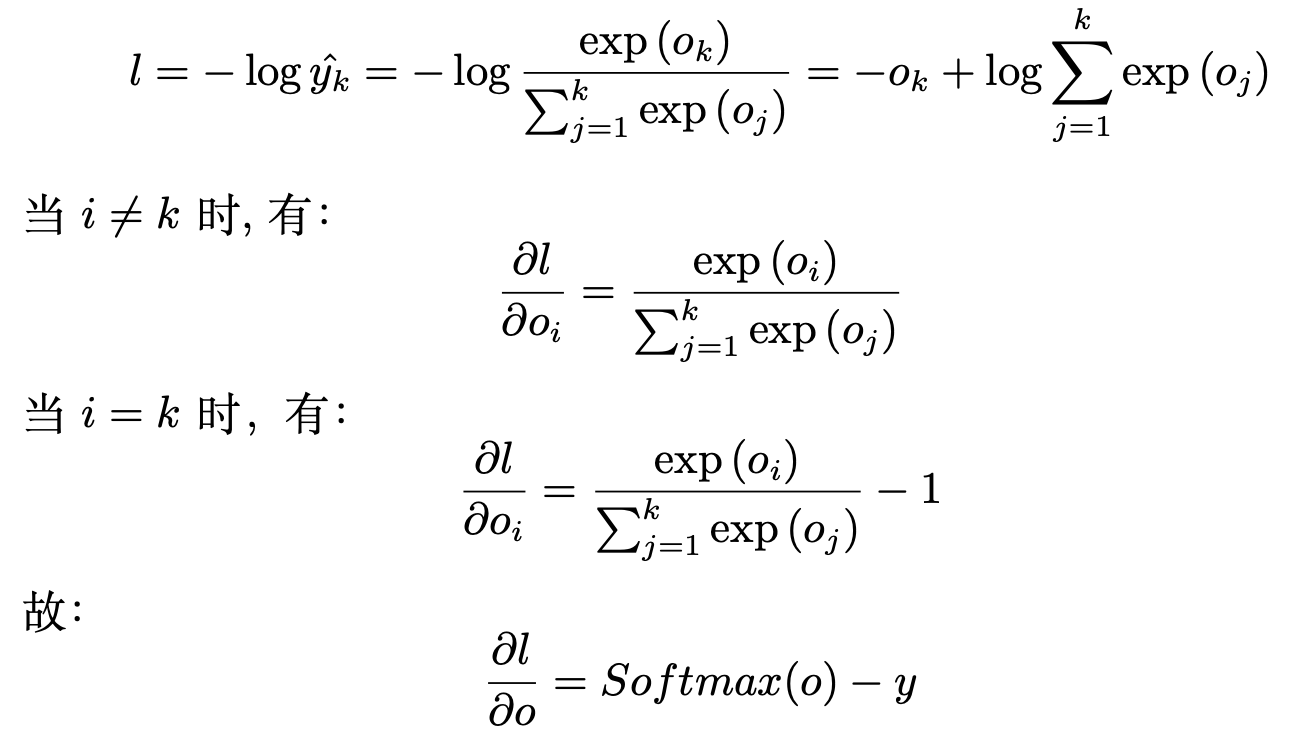 l = − log ŷ_k = − log exp (o_k) / ∑_{j=1}^{k} exp (o_j) = −o_k + log ∑_{j=1}^{k} exp (o_j)
当 i ≠ k 时, 有:
∂l / ∂o_i = exp (o_i) / ∑_{j=1}^{k} exp (o_j)
当 i = k 时, 有:
∂l / ∂o_i = exp (o_i) / ∑_{j=1}^{k} exp (o_j) − 1
故:
∂l / ∂o = Softmax(o) − y